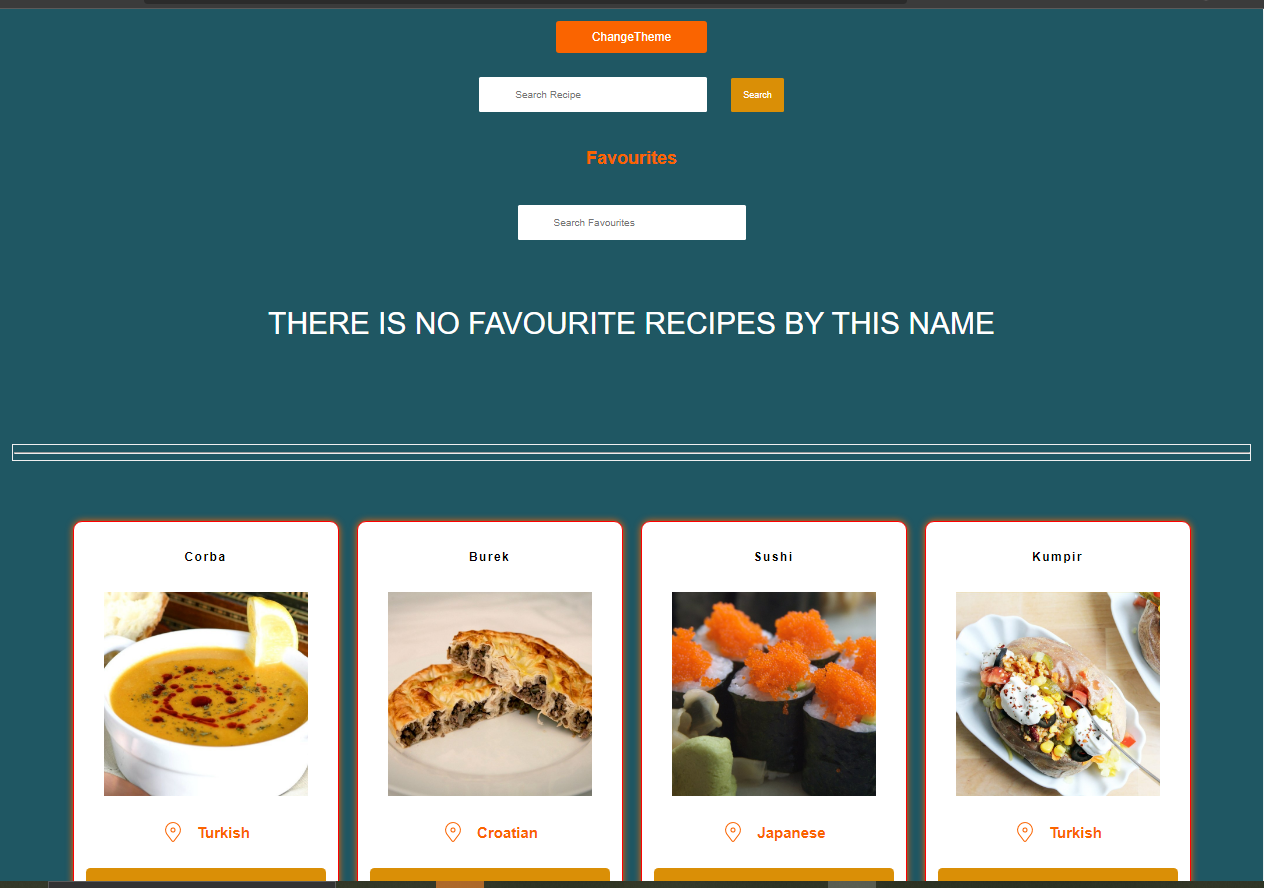 ChangeTheme
Search Recipe
Search
Favourites
Search Favourites
THERE IS NO FAVOURITE RECIPES BY THIS NAME
Corba
Burek
Sushi
Kumpir
Turkish
Croatian
Japanese
Turkish